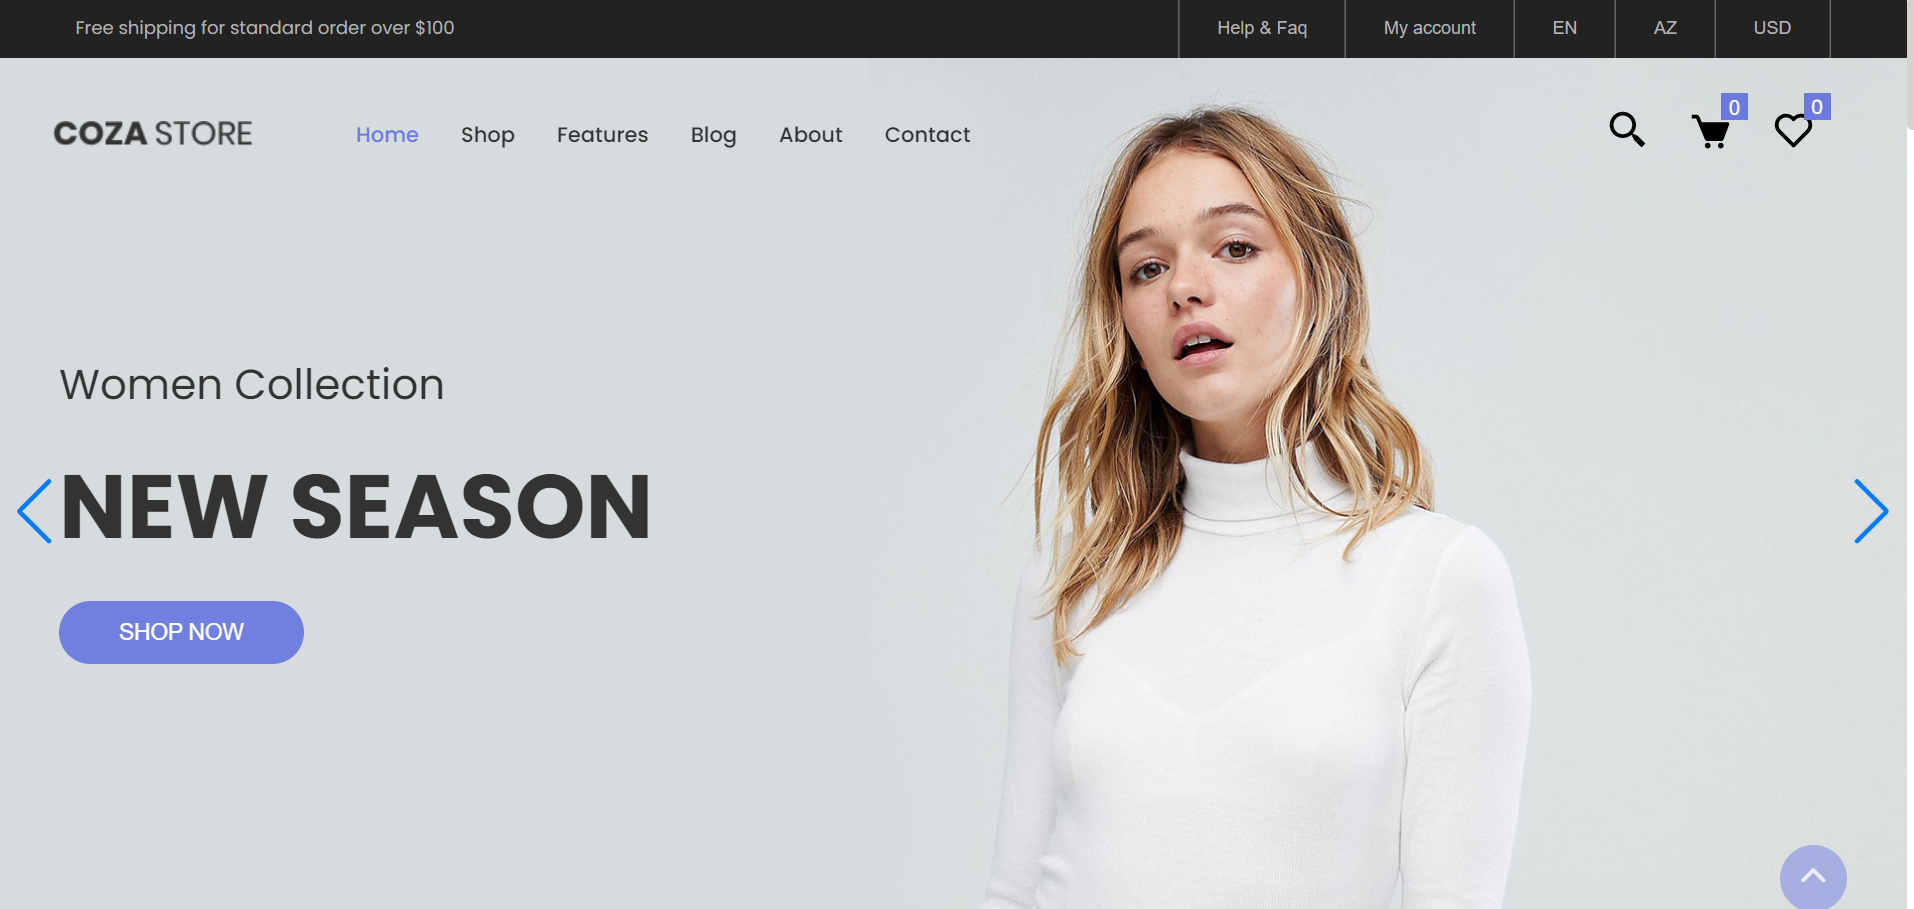 Free shipping for standard order over $100
Help & Faq
My account
EN
AZ
USD
COZA STORE
Home
Shop
Features
Blog
About
Contact
0
0
Women Collection
NEW SEASON
SHOP NOW